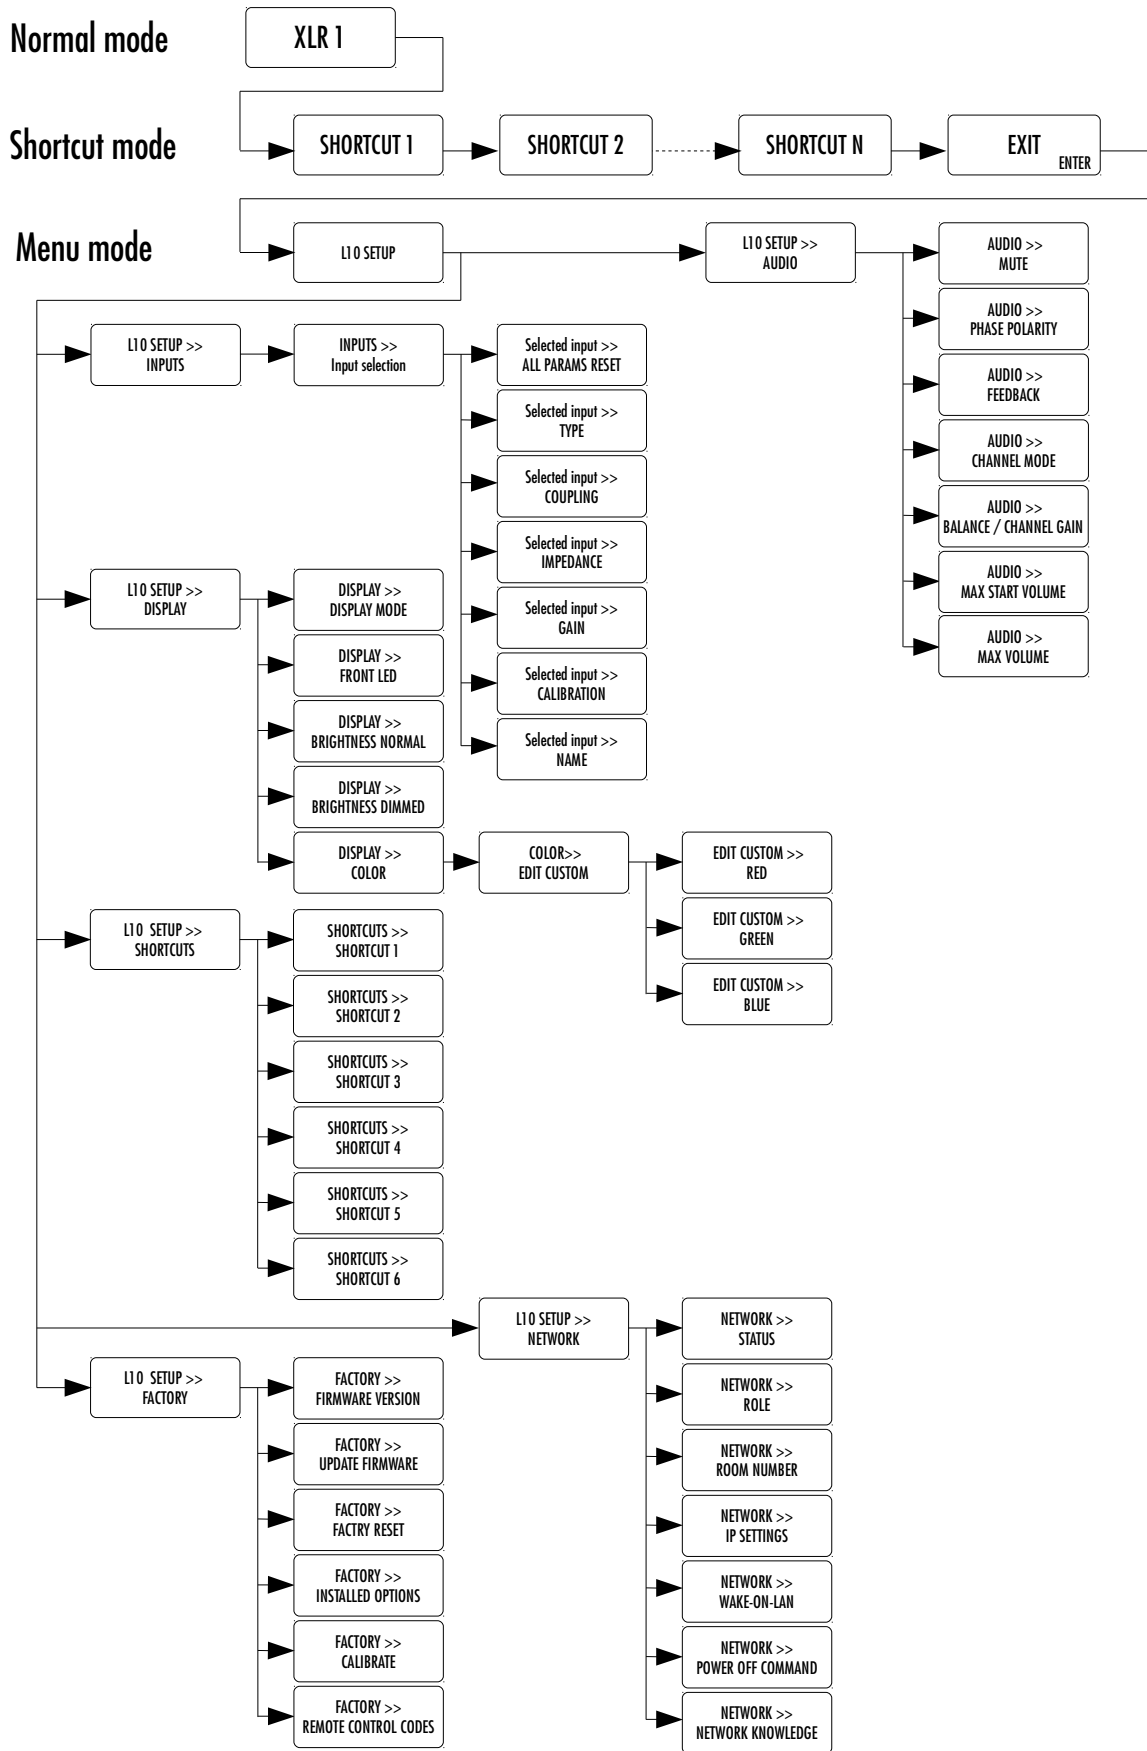 Normal mode
XLR 1
Shortcut mode
SHORTCUT 1
SHORTCUT 2
SHORTCUT N
EXIT
ENTER
Menu mode
L10 SETUP
L10 SETUP >>
AUDIO
AUDIO >>
MUTE
AUDIO >>
PHASE POLARITY
AUDIO >>
FEEDBACK
AUDIO >>
CHANNEL MODE
AUDIO >>
BALANCE / CHANNEL GAIN
AUDIO >>
MAX START VOLUME
AUDIO >>
MAX VOLUME
L10 SETUP >>
INPUTS
INPUTS >>
Input selection
Selected input >>
ALL PARAMS RESET
Selected input >>
TYPE
Selected input >>
COUPLING
Selected input >>
IMPEDANCE
Selected input >>
GAIN
Selected input >>
CALIBRATION
Selected input >>
NAME
L10 SETUP >>
DISPLAY
DISPLAY >>
DISPLAY MODE
DISPLAY >>
FRONT LED
DISPLAY >>
BRIGHTNESS NORMAL
DISPLAY >>
BRIGHTNESS DIMMED
DISPLAY >>
COLOR
COLOR>>
EDIT CUSTOM
EDIT CUSTOM >>
RED
EDIT CUSTOM >>
GREEN
EDIT CUSTOM >>
BLUE
L10 SETUP >>
SHORTCUTS
SHORTCUTS >>
SHORTCUT 1
SHORTCUTS >>
SHORTCUT 2
SHORTCUTS >>
SHORTCUT 3
SHORTCUTS >>
SHORTCUT 4
SHORTCUTS >>
SHORTCUT 5
SHORTCUTS >>
SHORTCUT 6
L10 SETUP >>
NETWORK
NETWORK >>
STATUS
NETWORK >>
ROLE
NETWORK >>
ROOM NUMBER
NETWORK >>
IP SETTINGS
NETWORK >>
WAKE-ON-LAN
NETWORK >>
POWER OFF COMMAND
NETWORK >>
NETWORK KNOWLEDGE
L10 SETUP >>
FACTORY
FACTORY >>
FIRMWARE VERSION
FACTORY >>
UPDATE FIRMWARE
FACTORY >>
FACTRY RESET
FACTORY >>
INSTALLED OPTIONS
FACTORY >>
CALIBRATE
FACTORY >>
REMOTE CONTROL CODES